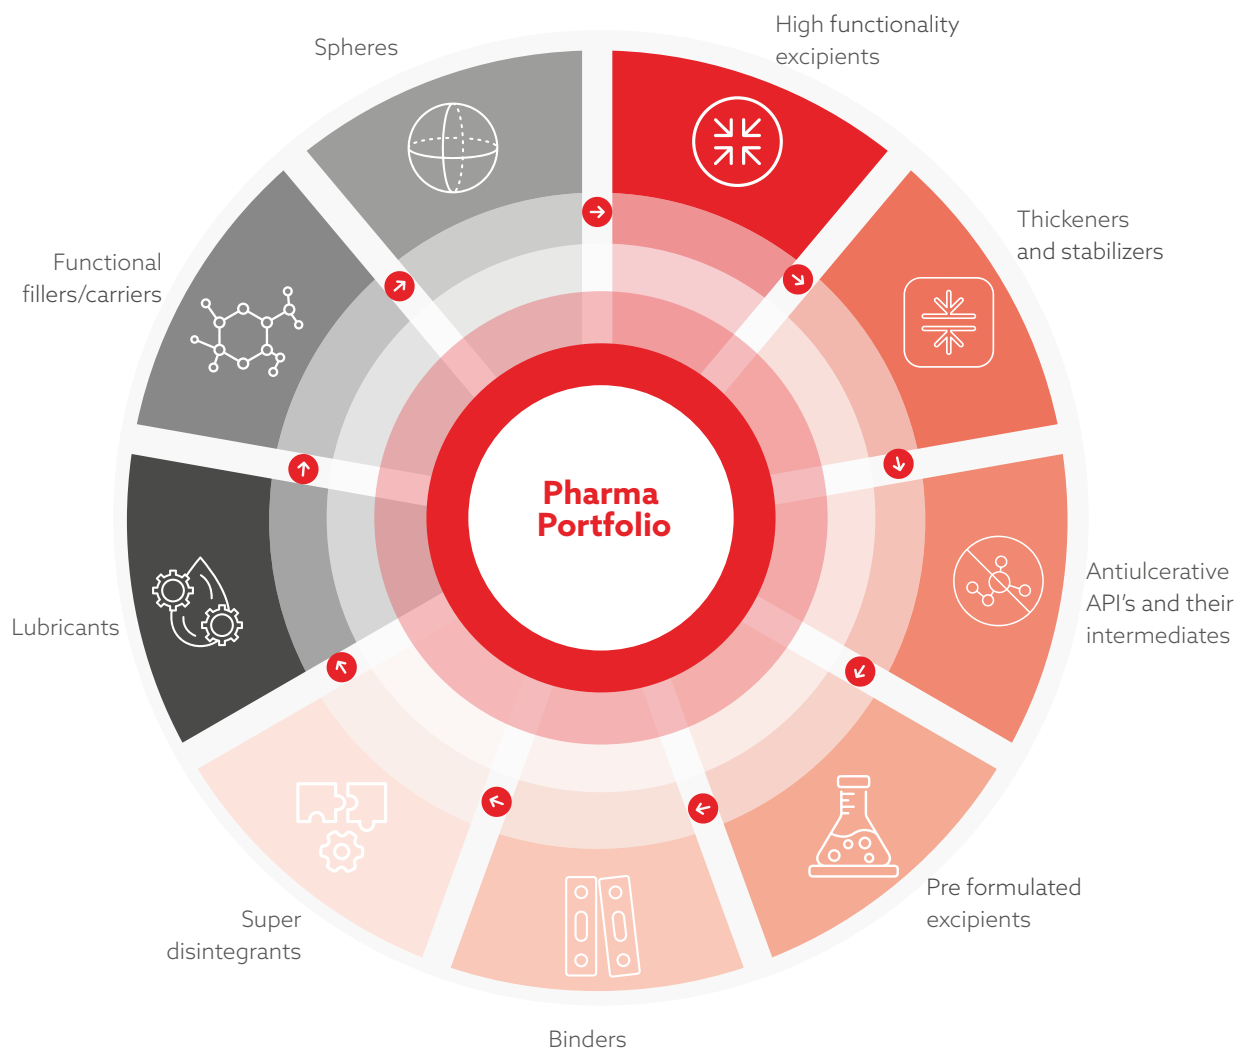 High functionality
excipients
Thickeners
and stabilizers
Antiulcerative
API's and their
intermediates
Pre formulated
excipients
Binders
Super
disintegrants
Lubricants
Functional
fillers/carriers
Spheres
Pharma
Portfolio